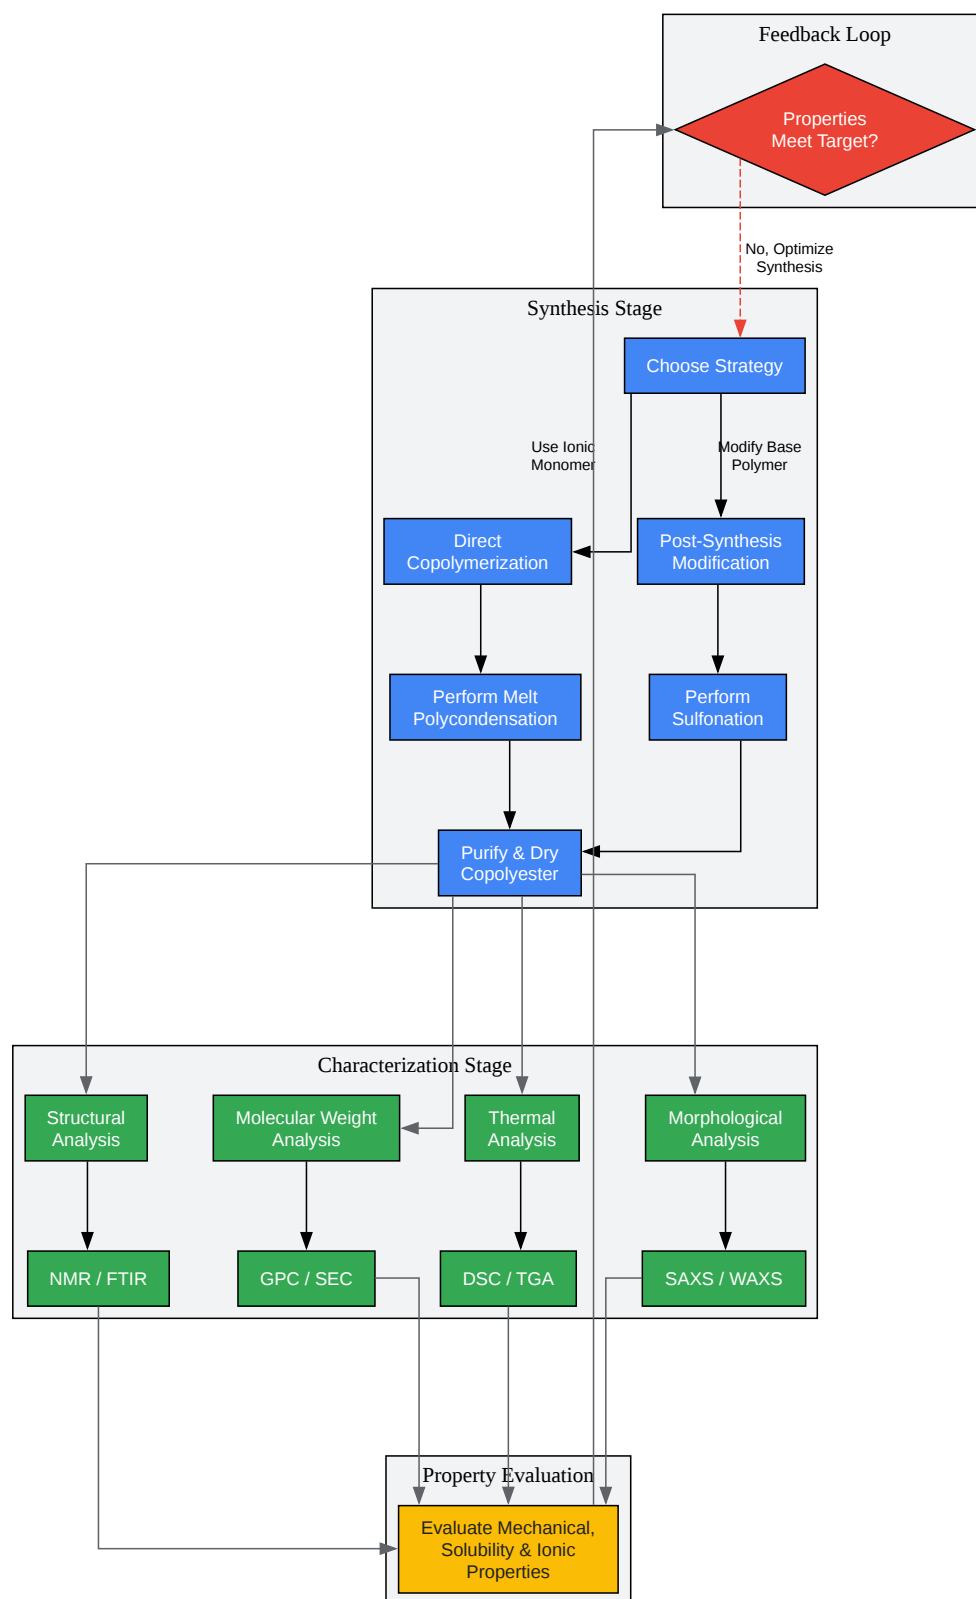 Feedback Loop
Properties
Meet Target?
No, Optimize
Synthesis
Synthesis Stage
Choose Strategy
Use Ionic
Monomer
Modify Base
Polymer
Direct
Copolymerization
Post-Synthesis
Modification
Perform Melt
Polycondensation
Perform
Sulfonation
Purify & Dry
Copolyester
Characterization Stage
Structural
Analysis
Molecular Weight
Analysis
Thermal
Analysis
Morphological
Analysis
NMR / FTIR
GPC / SEC
DSC / TGA
SAXS / WAXS
Property Evaluation
Evaluate Mechanical,
Solubility & Ionic
Properties